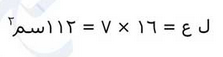 ل ع = ١٦ × ٧ = ١١٢سم٢